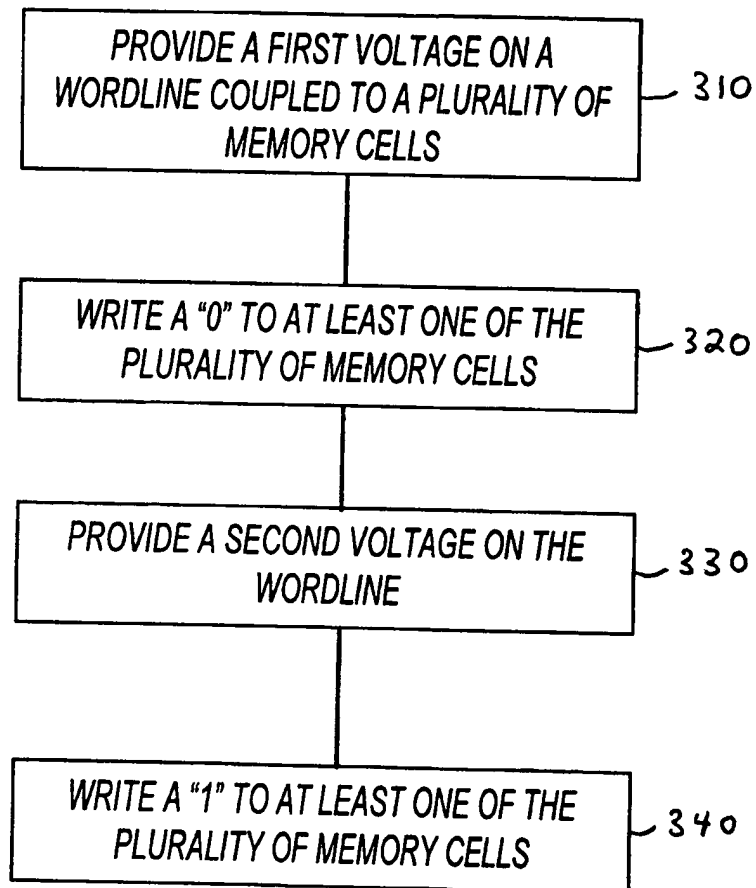 PROVIDE A FIRST VOLTAGE ON A
WORDLINE COUPLED TO A PLURALITY OF
MEMORY CELLS
310
WRITE A “0” TO AT LEAST ONE OF THE
PLURALITY OF MEMORY CELLS
320
PROVIDE A SECOND VOLTAGE ON THE
WORDLINE
330
WRITE A “1” TO AT LEAST ONE OF THE
PLURALITY OF MEMORY CELLS
340